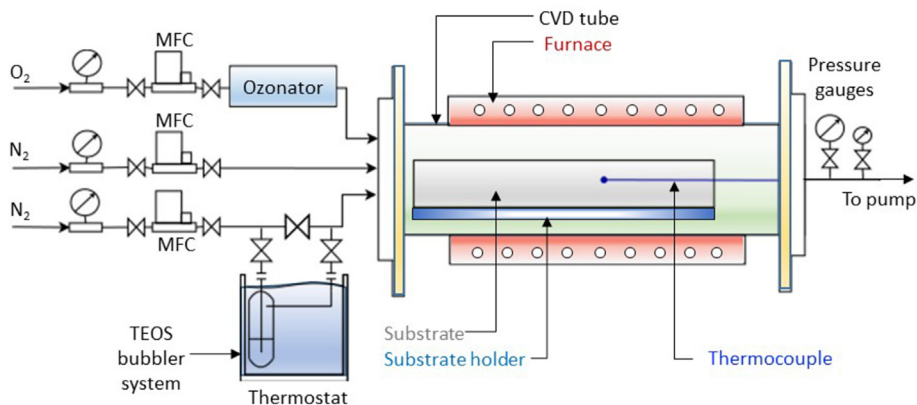 CVD tube
Furnace
MFC
O2
Ozonator
Pressure
gauges
MFC
N2
N2
MFC
To pump
TEOS
bubbler
system
Thermostat
Substrate
Substrate holder
Thermocouple